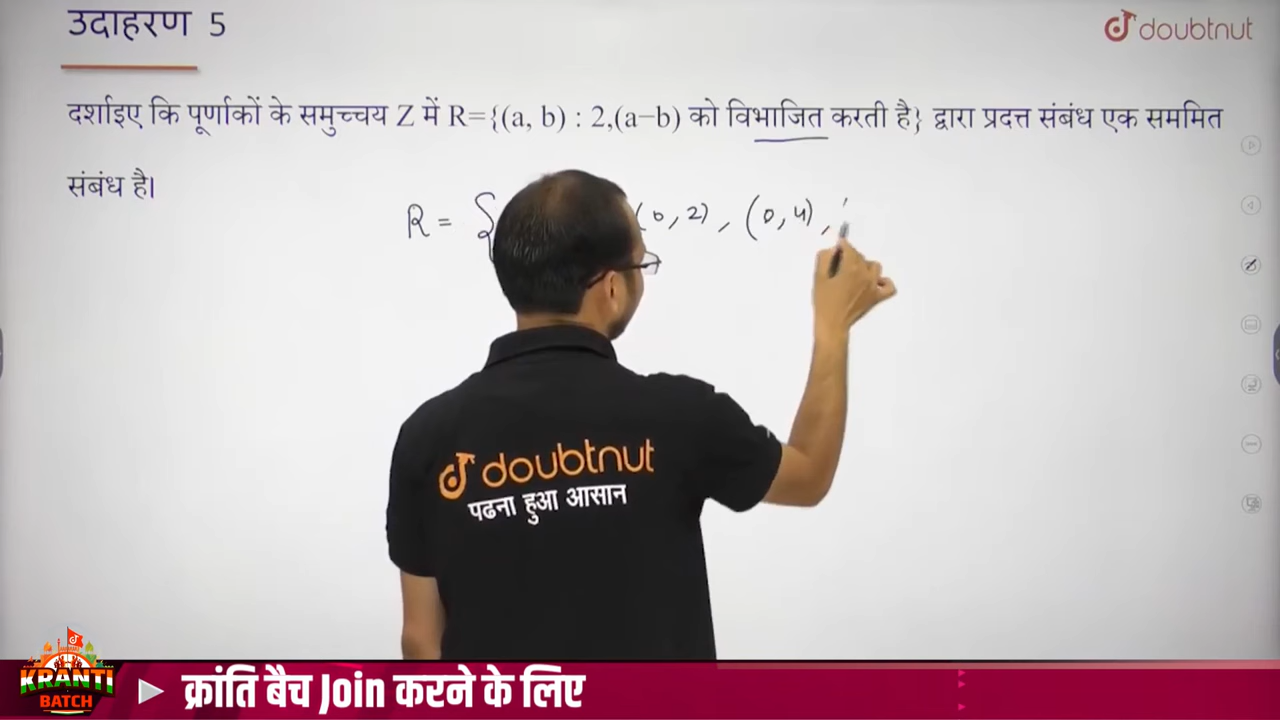 उदाहरण 5
doubtnut
दर्शाइए कि पूर्णाकों के समुच्चय Z में R={(a, b) : 2,(a−b) को विभाजित करती है} द्वारा प्रदत्त संबंध एक सममित
संबंध है।
R = { (0, 2), (0, 4),
doubtnut
पढना हुआ आसान
KRANTI
BATCH
क्रांति बैच Join करने के लिए